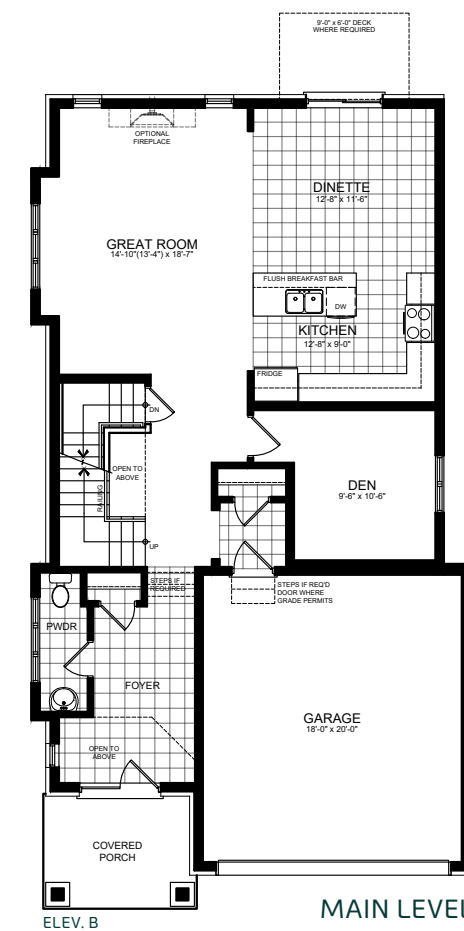 9'-0" x 6'-0" DECK
WHERE REQUIRED
OPTIONAL
FIREPLACE
DINETTE
12'-8" x 11'-6"
GREAT ROOM
14'-10"(13'-4") x 18'-7"
FLUSH BREAKFAST BAR
DW
KITCHEN
12'-8" x 9'-0"
FRIDGE
DN
OPEN TO
ABOVE
RAILING
DEN
9'-6" x 10'-6"
UP
STEPS IF
REQUIRED
STEPS IF REQ'D
DOOR WHERE
GRADE PERMITS
PWDR
FOYER
GARAGE
18'-0" x 20'-0"
OPEN TO
ABOVE
COVERED
PORCH
MAIN LEVEL
ELEV. B